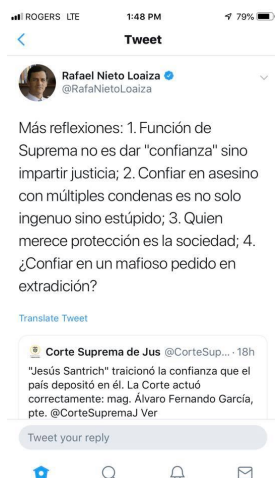 ROGERS LTE 1:48 PM 79%
Tweet
Rafael Nieto Loaiza
@RafaNietoLoaiza
Más reflexiones: 1. Función de
Suprema no es dar "confianza" sino
impartir justicia; 2. Confiar en asesino
con múltiples condenas es no solo
ingenuo sino estúpido; 3. Quien
merece protección es la sociedad; 4.
¿Confiar en un mafioso pedido en
extradición?
Translate Tweet
Corte Suprema de Jus @CorteSup... · 18h
"Jesús Santrich" traicionó la confianza que el
país depositó en él. La Corte actuó
correctamente: mag. Álvaro Fernando García,
pte. @CorteSupremaJ Ver
Tweet your reply